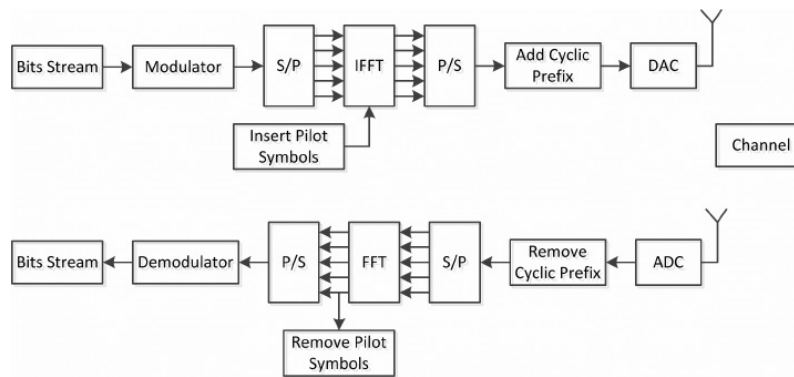 Bits Stream
Modulator
S/P
IFFT
P/S
Add Cyclic
Prefix
DAC
Insert Pilot
Symbols
Channel
Bits Stream
Demodulator
P/S
FFT
S/P
Remove
Cyclic Prefix
ADC
Remove Pilot
Symbols